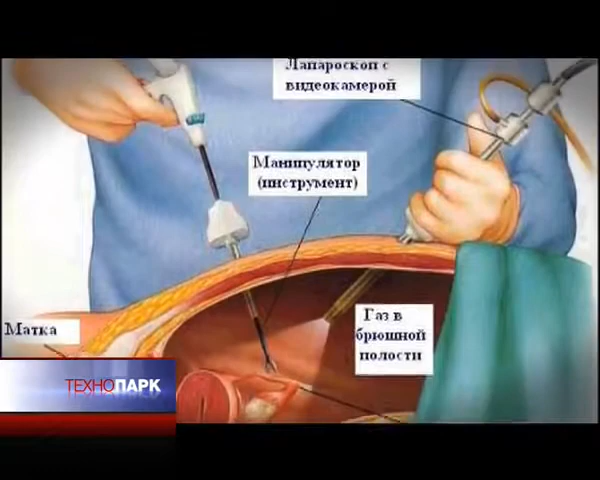 Лапароскоп с
видеокамерой
Манипулятор
(инструмент)
Газ в
брюшной
полости
Матка
ТЕХНОПАРК